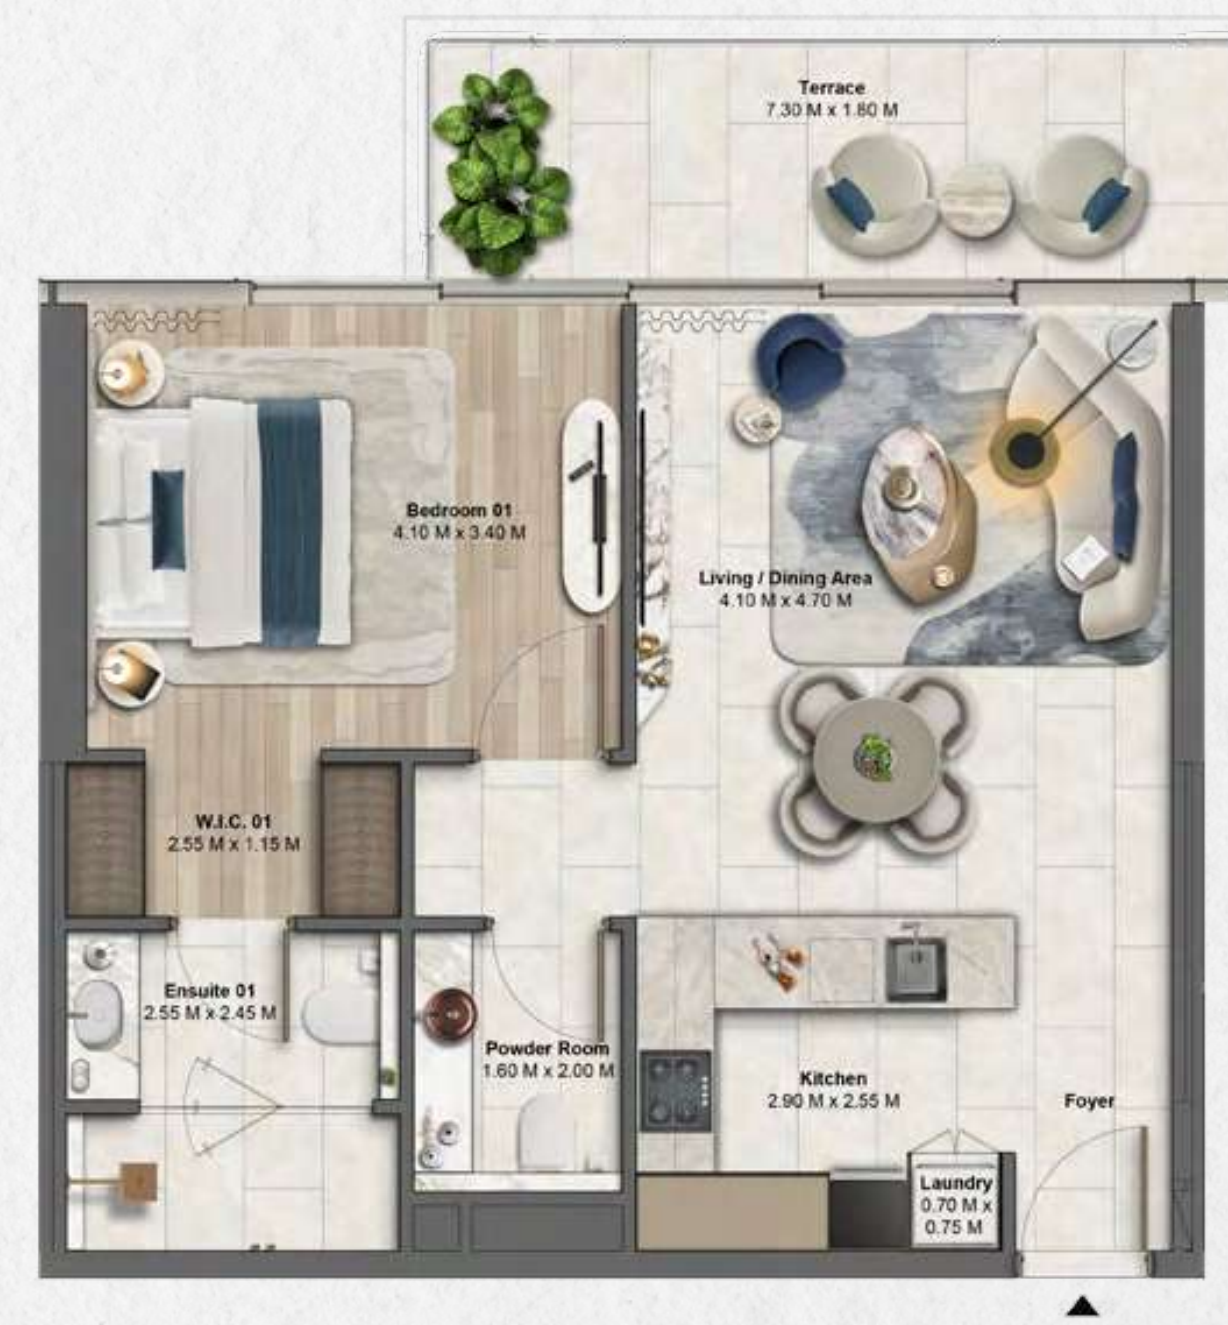 Terrace
7.30 M x 1.80 M
Bedroom 01
4.10 M x 3.40 M
Living / Dining Area
4.10 M x 4.70 M
W.I.C. 01
2.55 M x 1.15 M
Ensuite 01
2.55 M x 2.45 M
Powder Room
1.60 M x 2.00 M
Kitchen
2.90 M x 2.55 M
Foyer
Laundry
0.70 M x
0.75 M